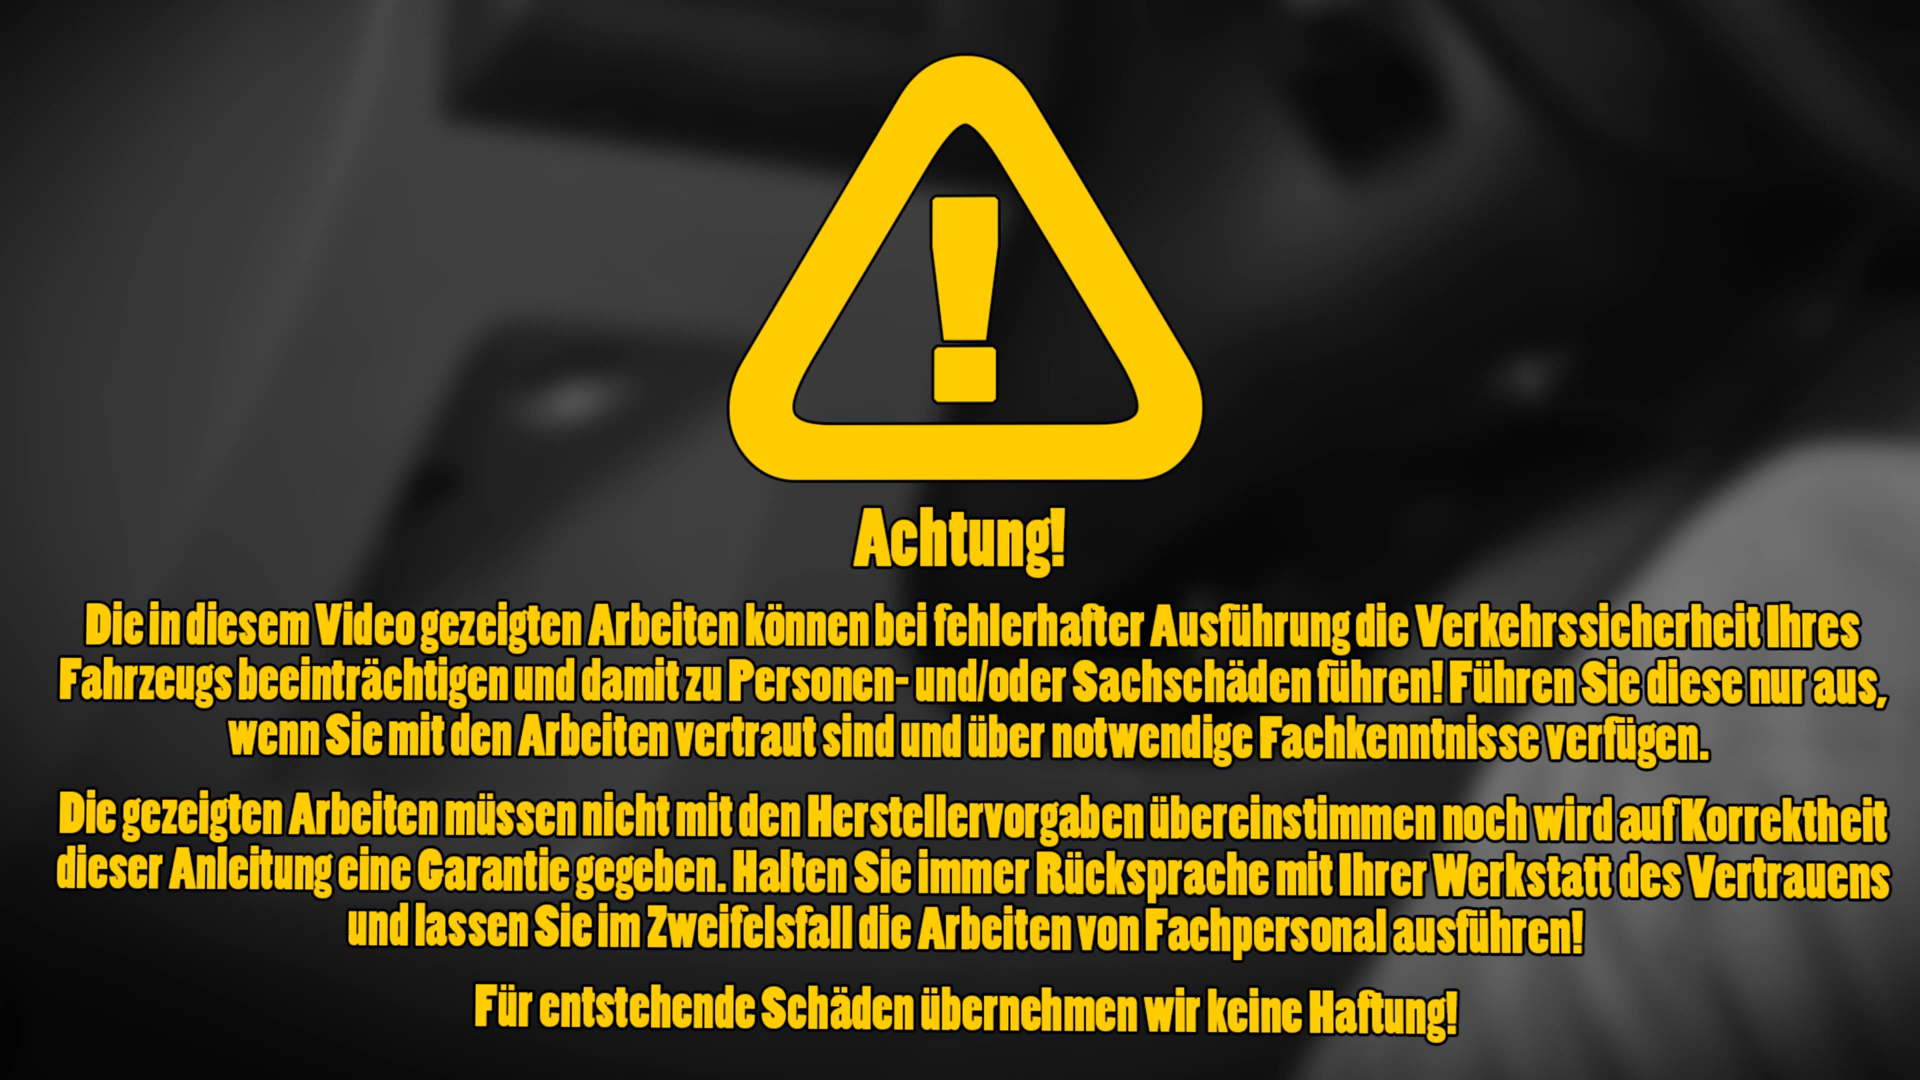 Achtung!
Die in diesem Video gezeigten Arbeiten können bei fehlerhafter Ausführung die Verkehrssicherheit Ihres
Fahrzeugs beeinträchtigen und damit zu Personen- und/oder Sachschäden führen! Führen Sie diese nur aus,
wenn Sie mit den Arbeiten vertraut sind und über notwendige Fachkenntnisse verfügen.
Die gezeigten Arbeiten müssen nicht mit den Herstellervorgaben übereinstimmen noch wird auf Korrektheit
dieser Anleitung eine Garantie gegeben. Halten Sie immer Rücksprache mit Ihrer Werkstatt des Vertrauens
und lassen Sie im Zweifelsfall die Arbeiten von Fachpersonal ausführen!
Für entstehende Schäden übernehmen wir keine Haftung!